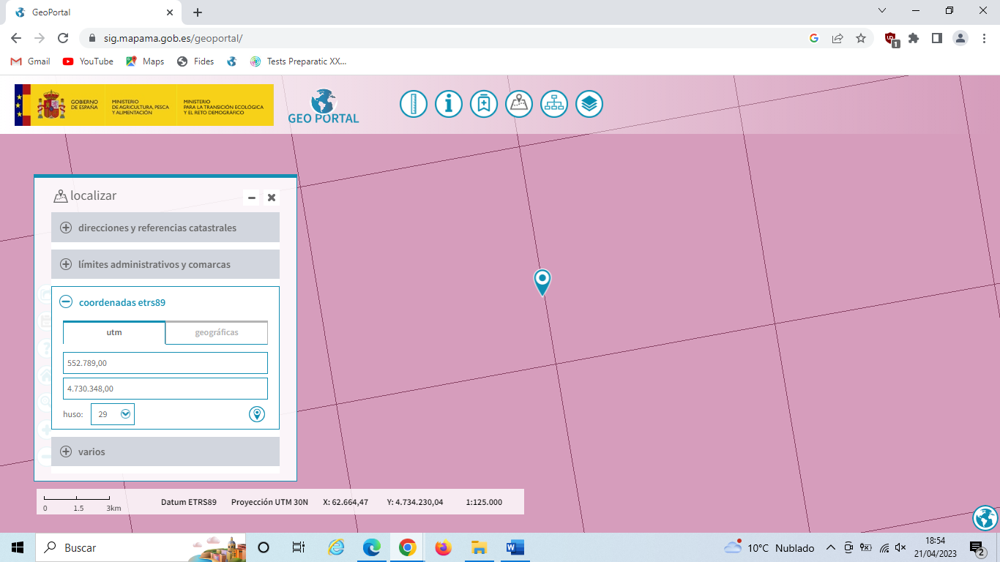 GeoPortal
sig.mapama.gob.es/geoportal/
1
Gmail
YouTube
Maps
Fides
Tests Preparatic XX...
GOBIERNO
DE ESPAÑA
MINISTERIO
DE AGRICULTURA, PESCA
Y ALIMENTACIÓN
MINISTERIO
PARA LA TRANSICIÓN ECOLÓGICA
Y EL RETO DEMOGRÁFICO
GEO PORTAL
localizar
direcciones y referencias catastrales
límites administrativos y comarcas
coordenadas etrs89
utm
geográficas
552.789,00
4.730.348,00
huso:
29
varios
0
1.5
3km
Datum ETRS89
Proyección UTM 30N
X: 62.664,47
Y: 4.734.230,04
1:125.000
Buscar
10°C Nublado
18:54
21/04/2023
2